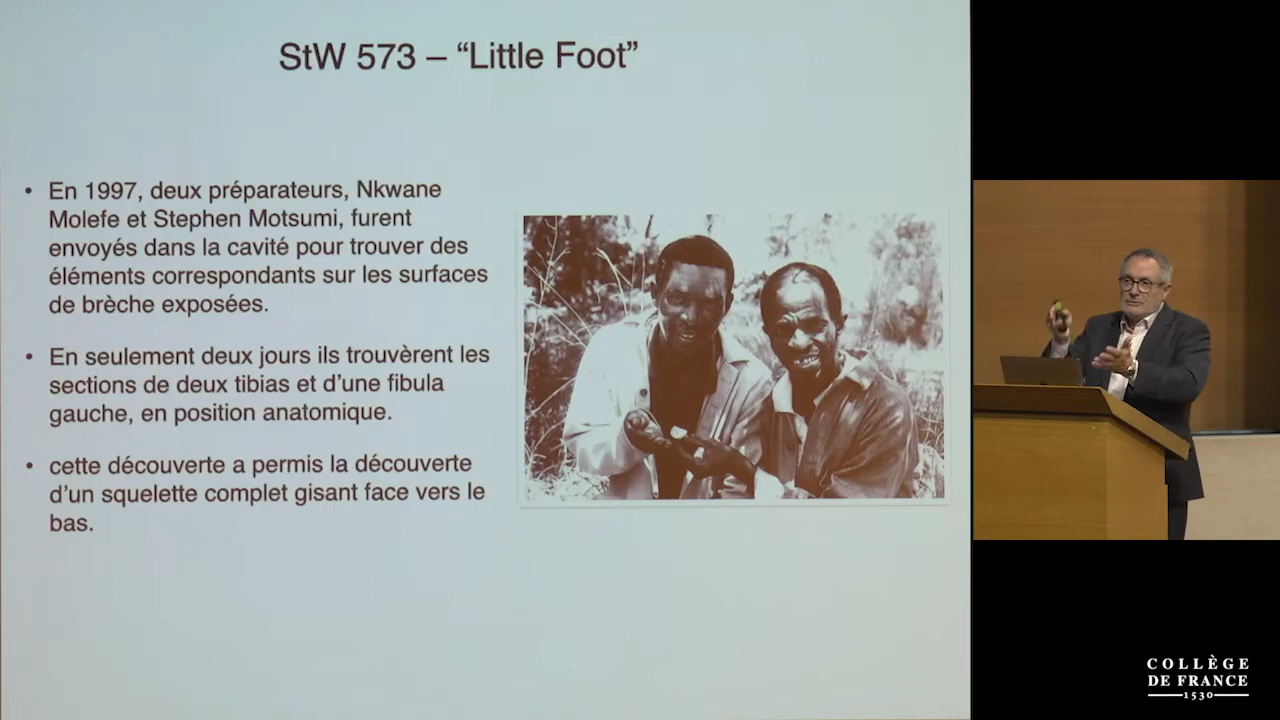 StW 573 – “Little Foot”
• En 1997, deux préparateurs, Nkwane
Molefe et Stephen Motsumi, furent
envoyés dans la cavité pour trouver des
éléments correspondants sur les surfaces
de brèche exposées.
• En seulement deux jours ils trouvèrent les
sections de deux tibias et d’une fibula
gauche, en position anatomique.
• cette découverte a permis la découverte
d’un squelette complet gisant face vers le
bas.
COLLÈGE
DE FRANCE
1530